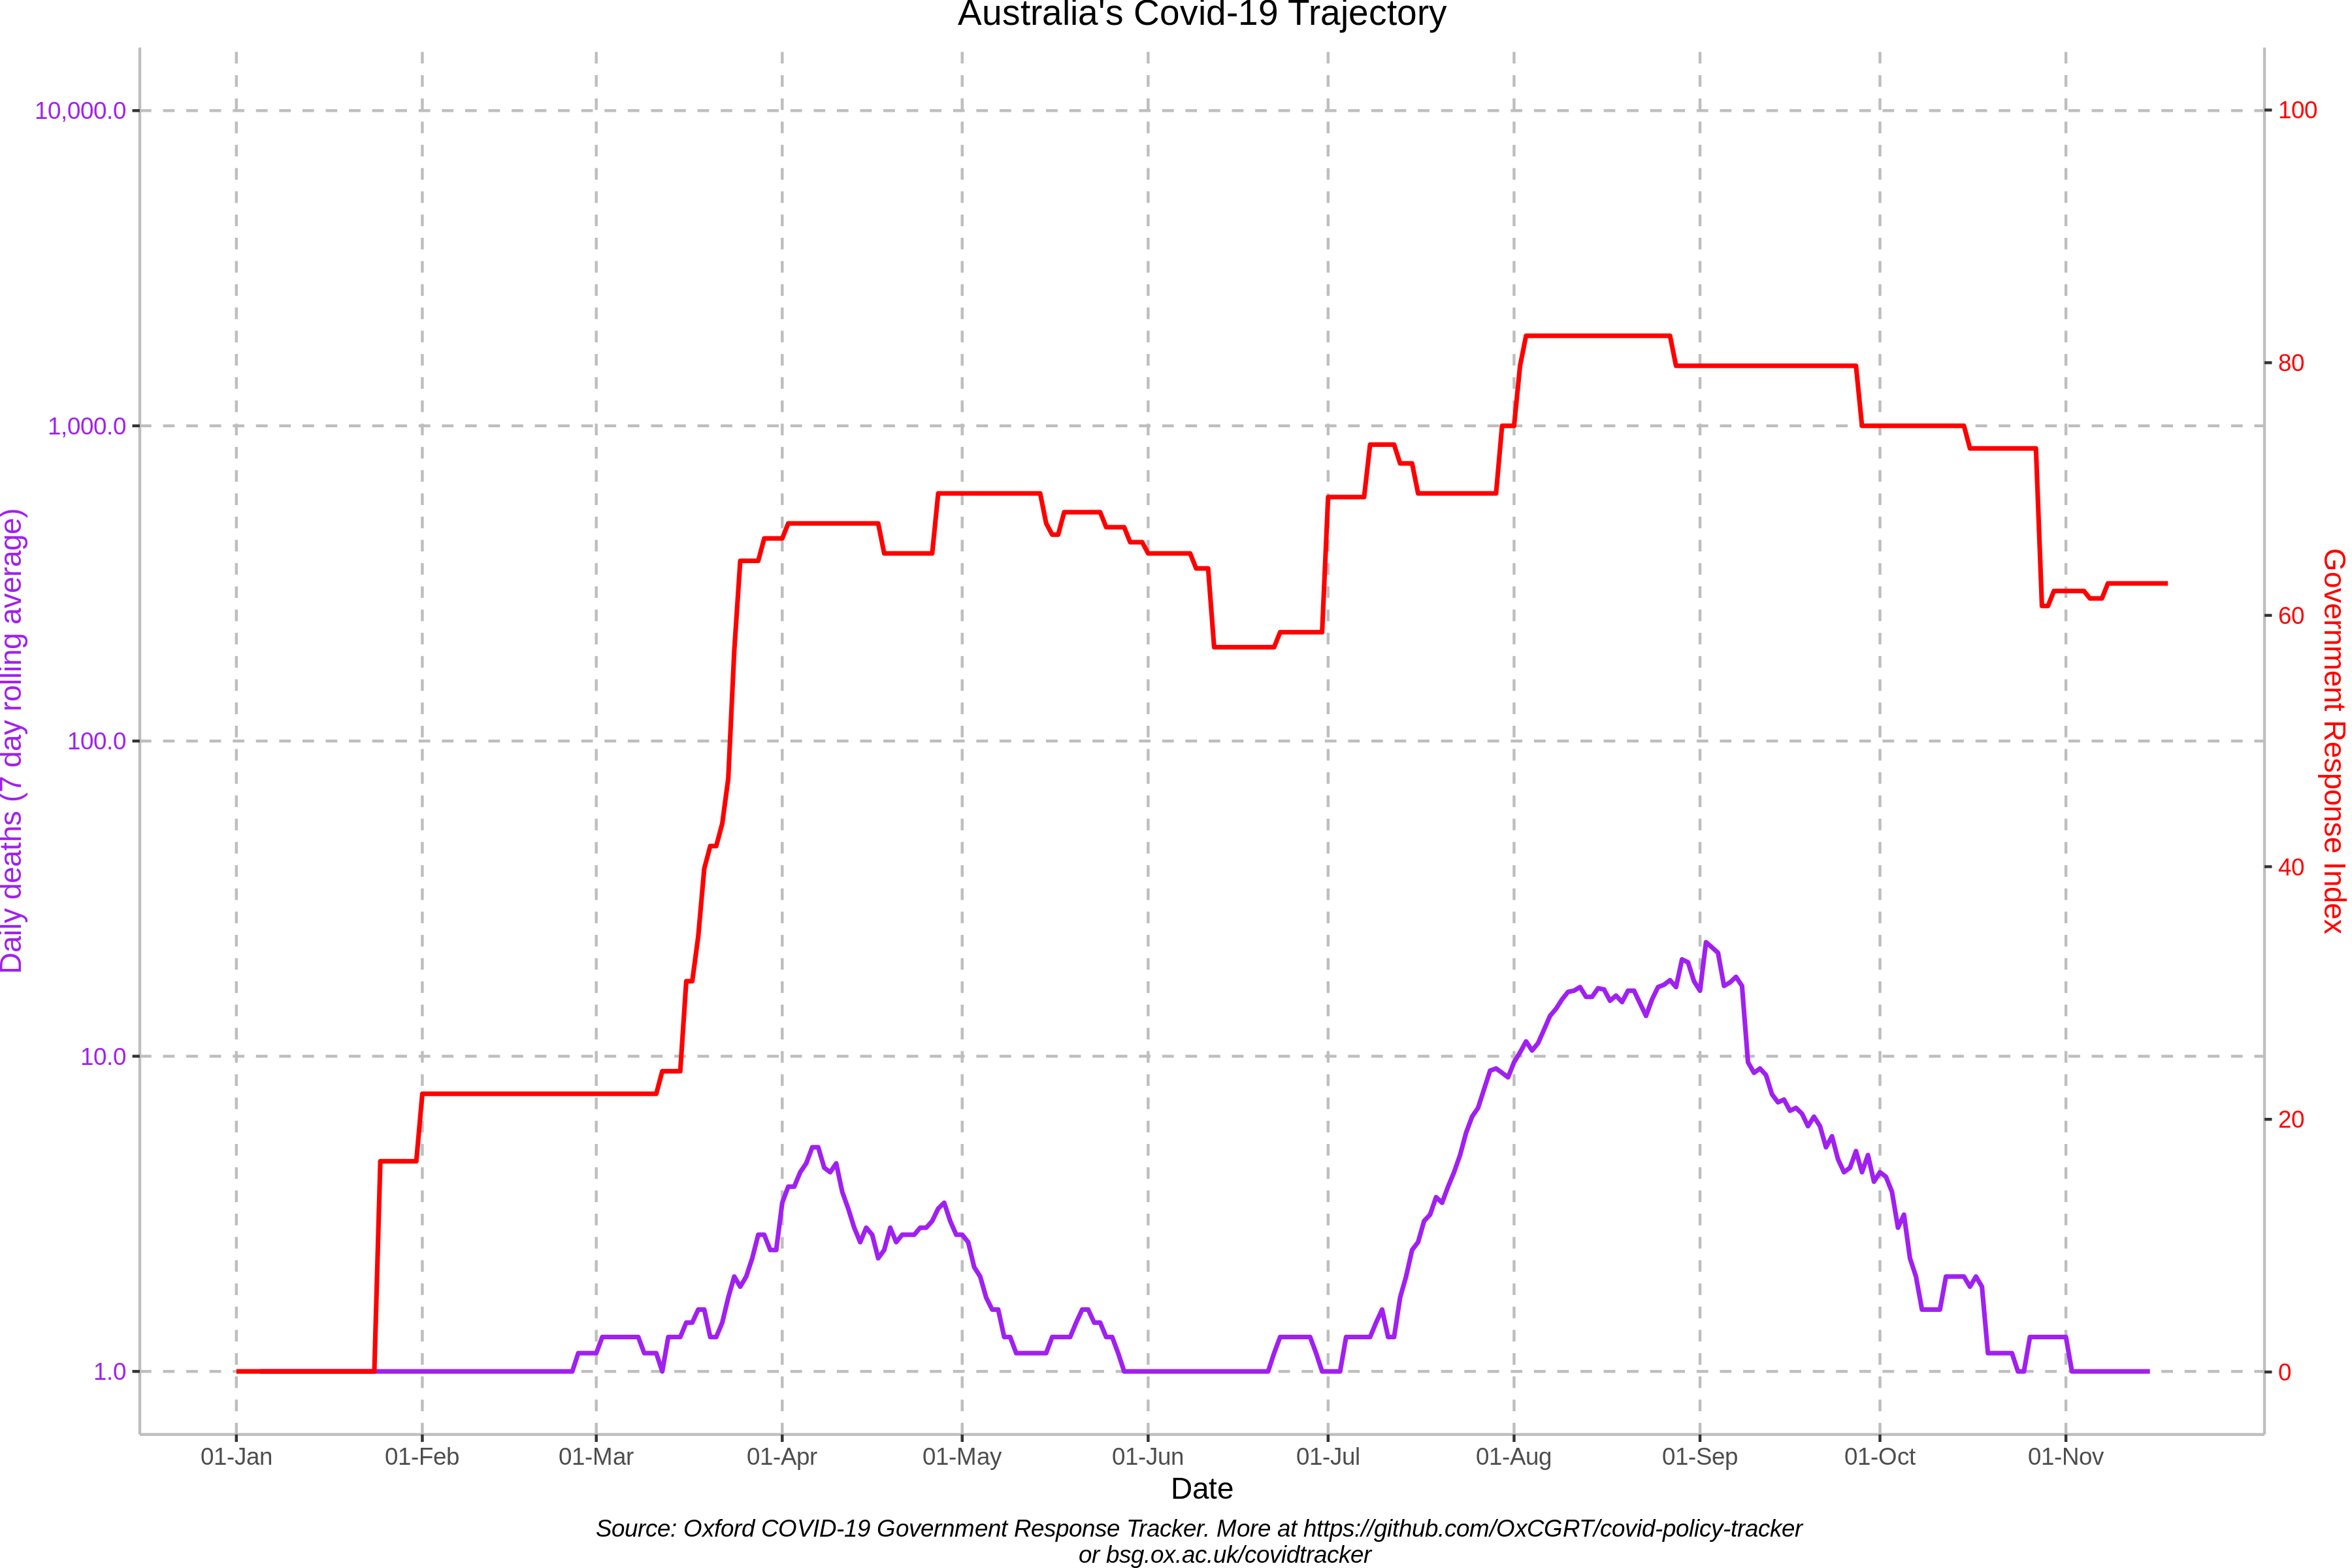 Australia's Covid-19 Trajectory
10,000.0
1,000.0
100.0
10.0
1.0
Daily deaths (7 day rolling average)
100
80
60
40
20
0
Government Response Index
01-Jan
01-Feb
01-Mar
01-Apr
01-May
01-Jun
01-Jul
01-Aug
01-Sep
01-Oct
01-Nov
Date
Source: Oxford COVID-19 Government Response Tracker. More at https://github.com/OxCGRT/covid-policy-tracker
or bsg.ox.ac.uk/covidtracker